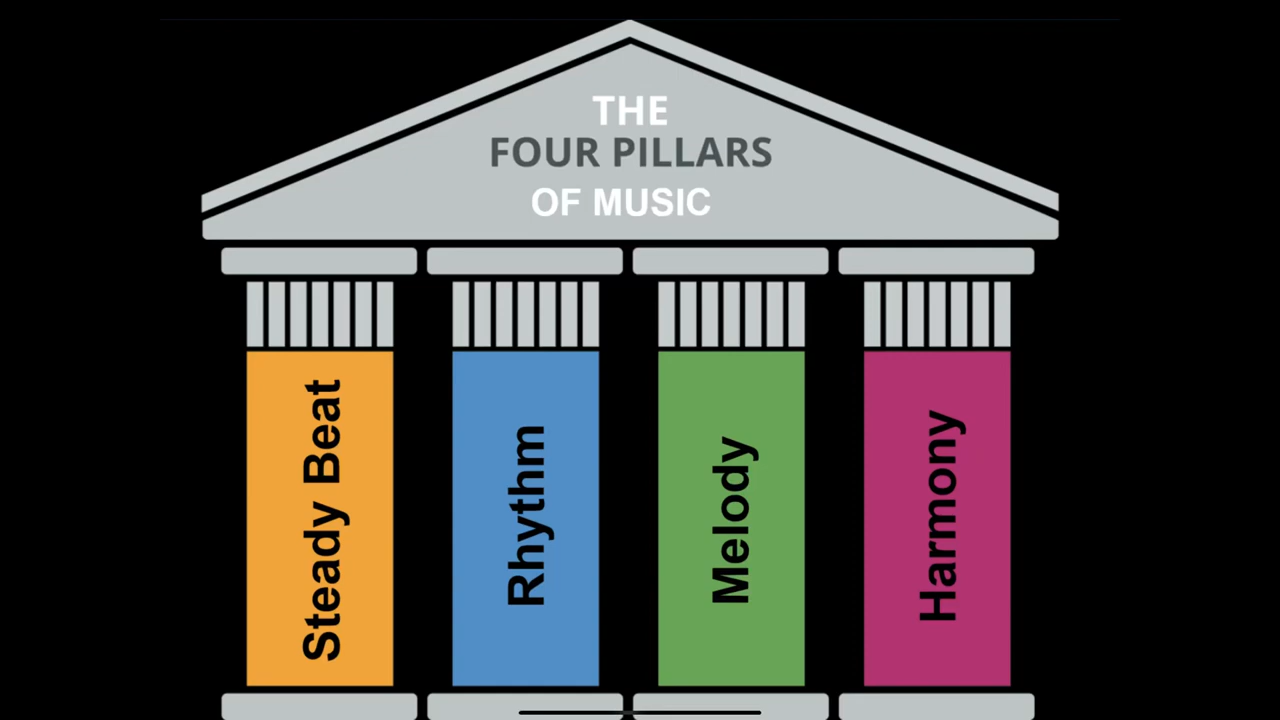 THE
FOUR PILLARS
OF MUSIC
Steady Beat
Rhythm
Melody
Harmony